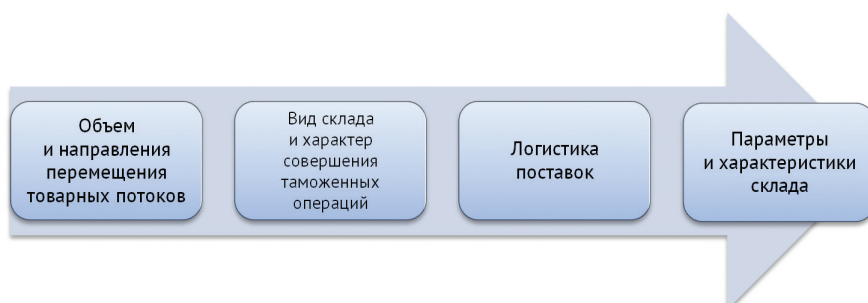 Объем
и направления
перемещения
товарных потоков
Вид склада
и характер
совершения
таможенных
операций
Логистика
поставок
Параметры
и характеристики
склада